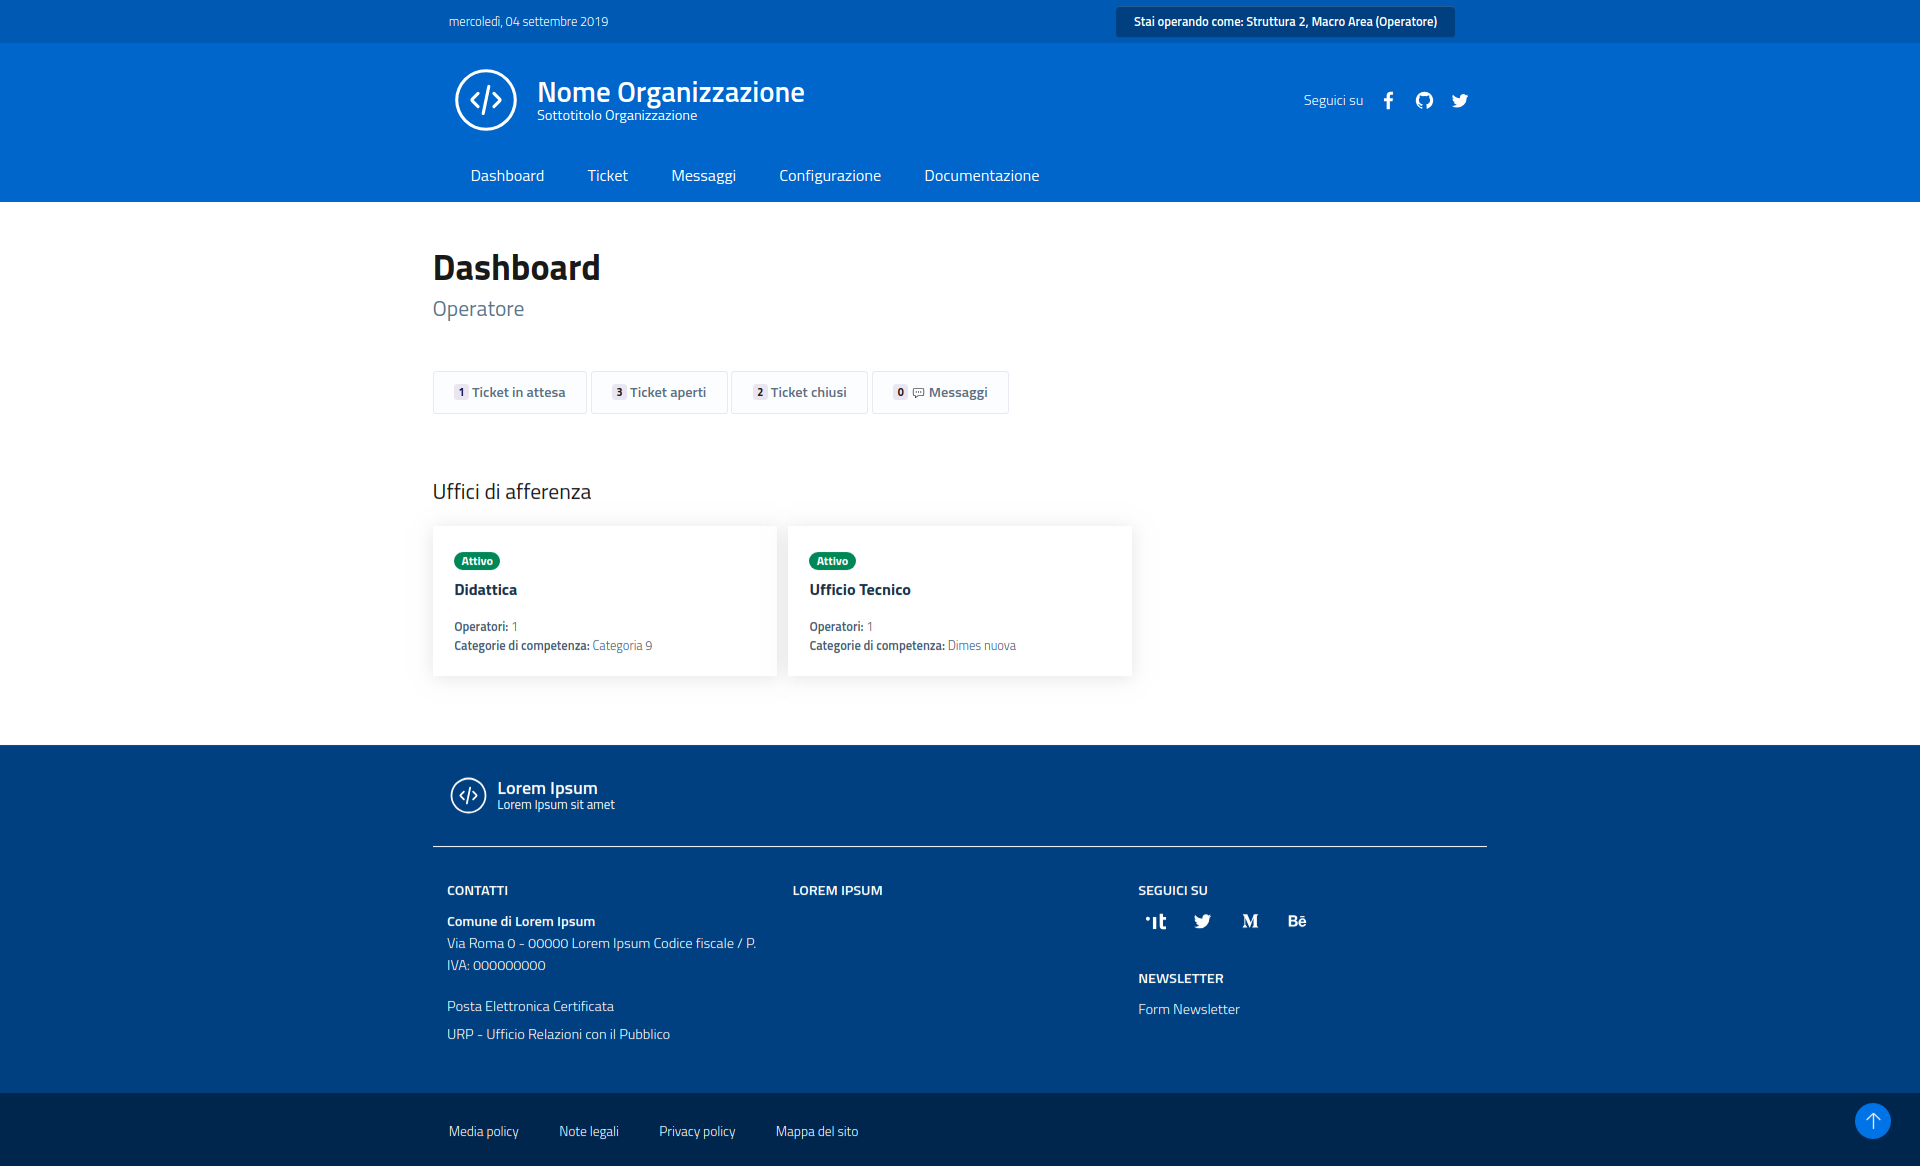 mercoledì, 04 settembre 2019
Stai operando come: Struttura 2, Macro Area (Operatore)
Nome Organizzazione
Sottotitolo Organizzazione
Seguici su
Dashboard Ticket Messaggi Configurazione Documentazione
Dashboard
Operatore
1 Ticket in attesa
3 Ticket aperti
2 Ticket chiusi
0 Messaggi
Uffici di afferenza
Attivo
Didattica
Operatori: 1
Categorie di competenza: Categoria 9
Attivo
Ufficio Tecnico
Operatori: 1
Categorie di competenza: Dimes nuova
Lorem Ipsum
Lorem Ipsum sit amet
CONTATTI
Comune di Lorem Ipsum
Via Roma 0 - 00000 Lorem Ipsum Codice fiscale / P.
IVA: 000000000
Posta Elettronica Certificata
URP - Ufficio Relazioni con il Pubblico
LOREM IPSUM
SEGUICI SU
NEWSLETTER
Form Newsletter
Media policy Note legali Privacy policy Mappa del sito